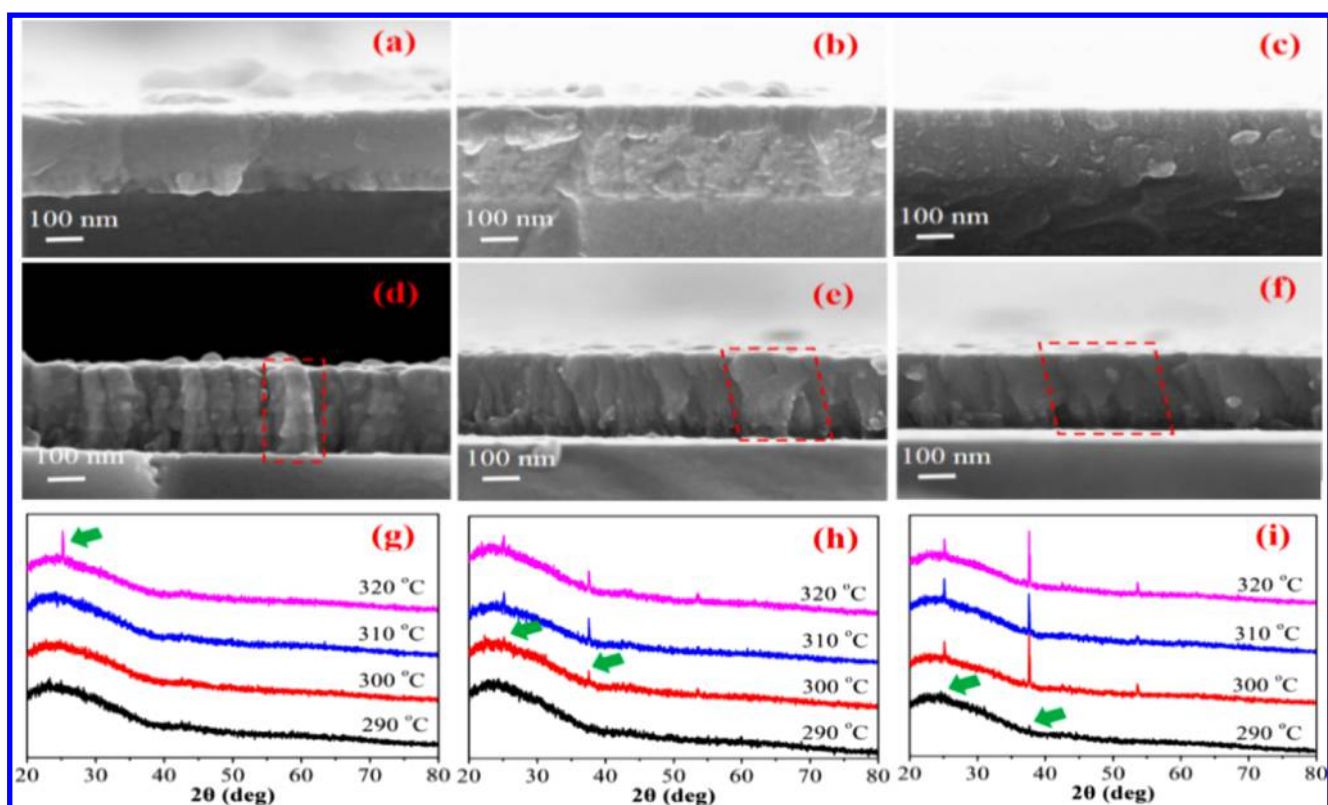 (a) (b) (c)
100 nm 100 nm 100 nm
(d) (e) (f)
100 nm 100 nm 100 nm
(g) (h) (i)
320 °C 320 °C 320 °C
310 °C 310 °C 310 °C
300 °C 300 °C 300 °C
290 °C 290 °C 290 °C
20 30 40 50 60 70 80 20 30 40 50 60 70 80 20 30 40 50 60 70 80
2θ (deg) 2θ (deg) 2θ (deg)